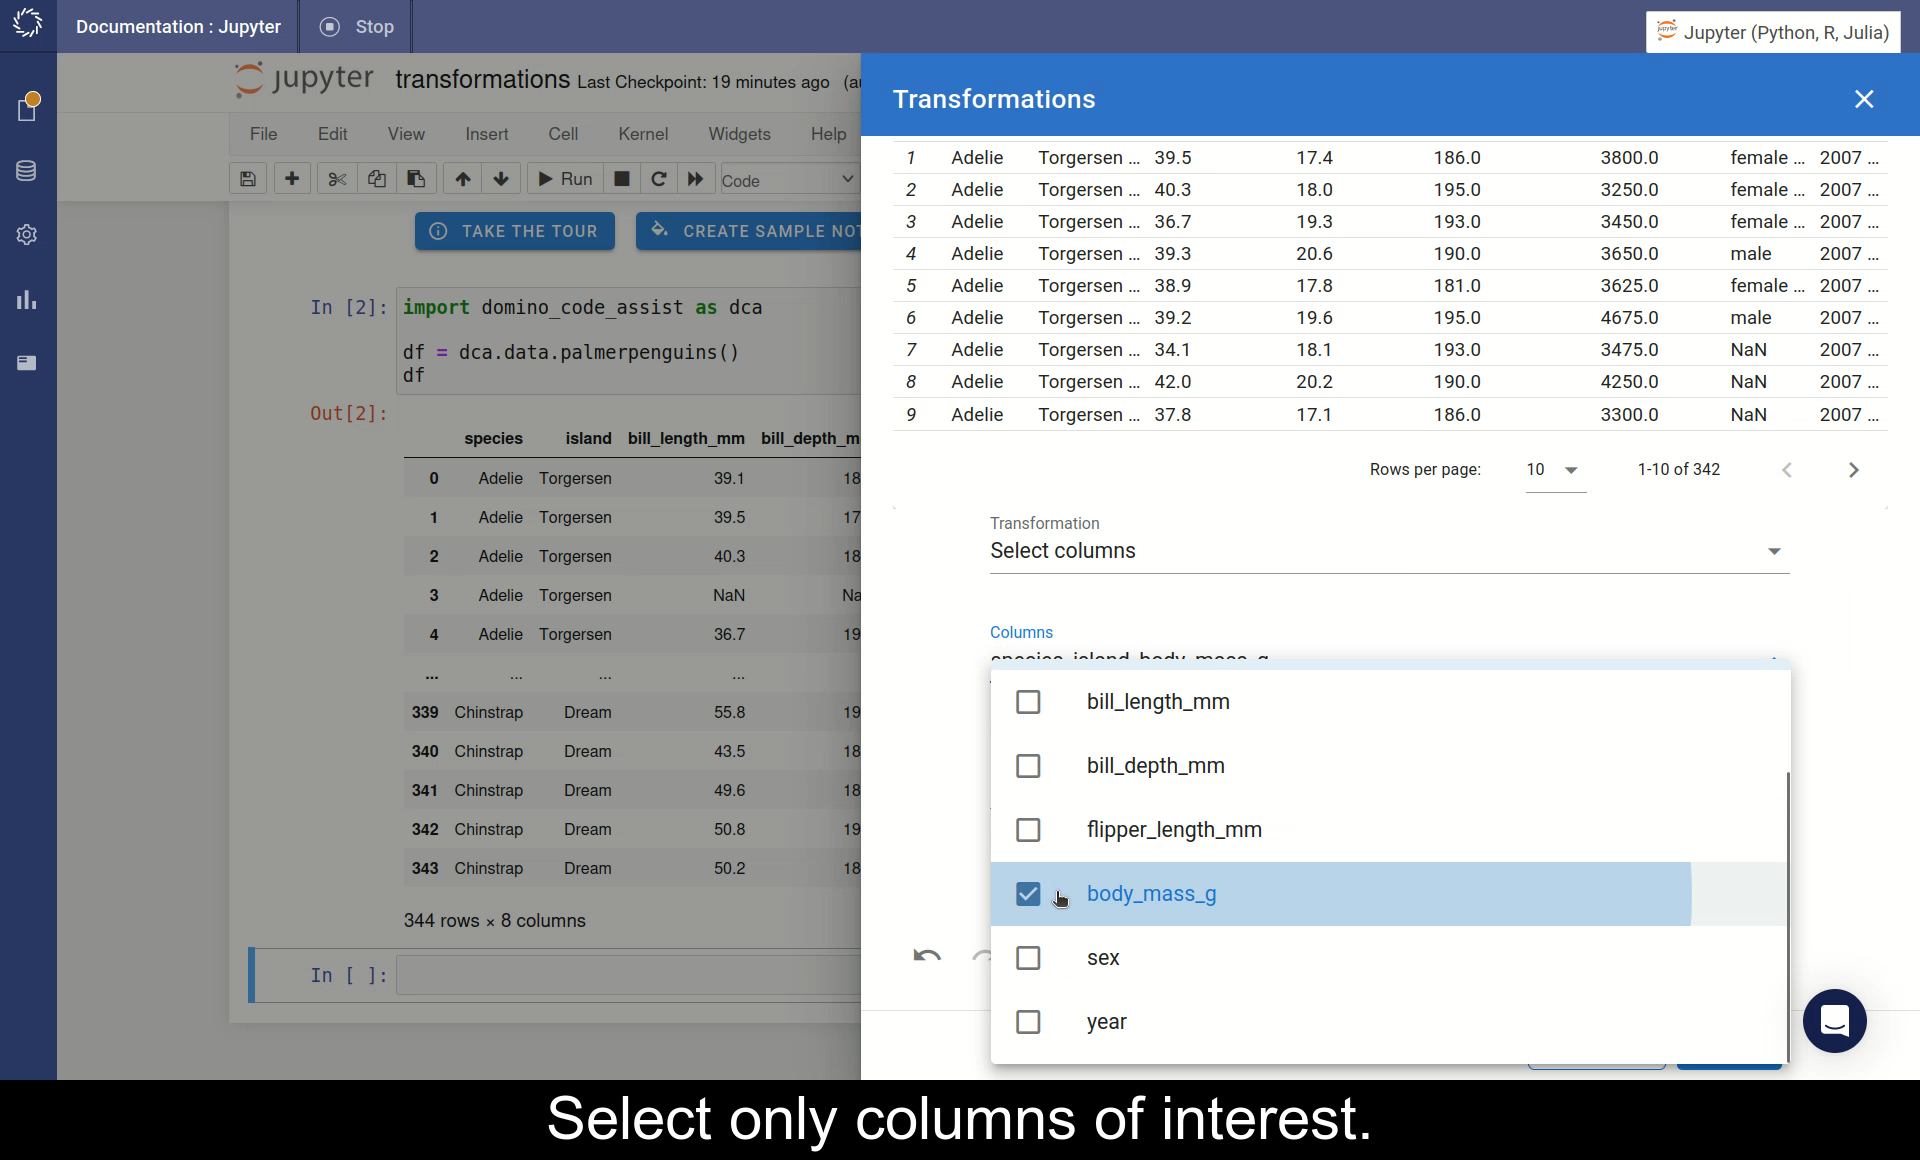 Documentation : Jupyter
Stop
Jupyter (Python, R, Julia)
jupyter transformations Last Checkpoint: 19 minutes ago (au
File Edit View Insert Cell Kernel Widgets Help
Run
Code
TAKE THE TOUR
CREATE SAMPLE NOT
In [2]:
import domino_code_assist as dca
df = dca.data.palmerpenguins()
df
Out[2]:
species island bill_length_mm bill_depth_m
0 Adelie Torgersen 39.1 18
1 Adelie Torgersen 39.5 17
2 Adelie Torgersen 40.3 18
3 Adelie Torgersen NaN Na
4 Adelie Torgersen 36.7 19
... ... ... ...
339 Chinstrap Dream 55.8 19
340 Chinstrap Dream 43.5 18
341 Chinstrap Dream 49.6 18
342 Chinstrap Dream 50.8 19
343 Chinstrap Dream 50.2 18
344 rows × 8 columns
In [ ]:
Transformations
1 Adelie Torgersen ... 39.5 17.4 186.0 3800.0 female ... 2007 ...
2 Adelie Torgersen ... 40.3 18.0 195.0 3250.0 female ... 2007 ...
3 Adelie Torgersen ... 36.7 19.3 193.0 3450.0 female ... 2007 ...
4 Adelie Torgersen ... 39.3 20.6 190.0 3650.0 male 2007 ...
5 Adelie Torgersen ... 38.9 17.8 181.0 3625.0 female ... 2007 ...
6 Adelie Torgersen ... 39.2 19.6 195.0 4675.0 male 2007 ...
7 Adelie Torgersen ... 34.1 18.1 193.0 3475.0 NaN 2007 ...
8 Adelie Torgersen ... 42.0 20.2 190.0 4250.0 NaN 2007 ...
9 Adelie Torgersen ... 37.8 17.1 186.0 3300.0 NaN 2007 ...
Rows per page: 10 1-10 of 342
Transformation
Select columns
Columns
species, island, body_mass_g
bill_length_mm
bill_depth_mm
flipper_length_mm
body_mass_g
sex
year
Select only columns of interest.